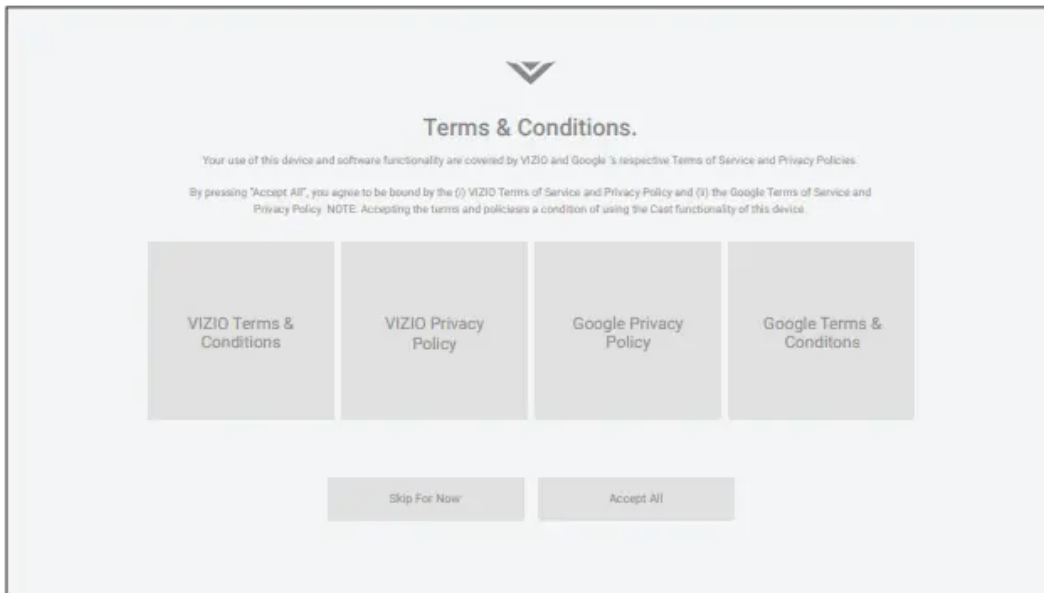 Terms & Conditions.
Your use of this device and software functionality are covered by VIZIO and Google 's respective Terms of Service and Privacy Policies.
By pressing "Accept All", you agree to be bound by the (i) VIZIO Terms of Service and Privacy Policy and (ii) the Google Terms of Service and
Privacy Policy. NOTE: Accepting the terms and policieses a condition of using the Cast functionality of this device.
VIZIO Terms &
Conditions
VIZIO Privacy
Policy
Google Privacy
Policy
Google Terms &
Conditons
Skip For Now
Accept All